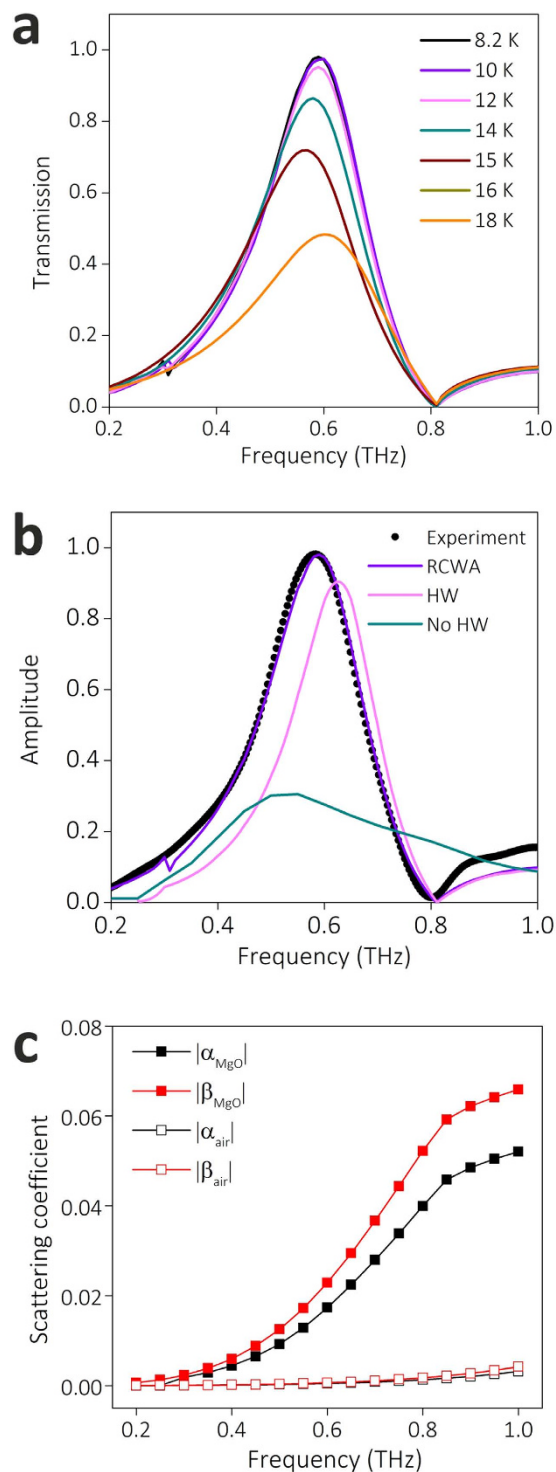 a
1.0
0.8
0.6
0.4
0.2
0.0
Transmission
8.2 K
10 K
12 K
14 K
15 K
16 K
18 K
0.2 0.4 0.6 0.8 1.0
Frequency (THz)
b
1.0
0.8
0.6
0.4
0.2
0.0
Amplitude
Experiment
RCWA
HW
No HW
0.2 0.4 0.6 0.8 1.0
Frequency (THz)
c
0.08
0.06
0.04
0.02
0.00
Scattering coefficient
|α_MgO|
|β_MgO|
|α_air|
|β_air|
0.2 0.4 0.6 0.8 1.0
Frequency (THz)